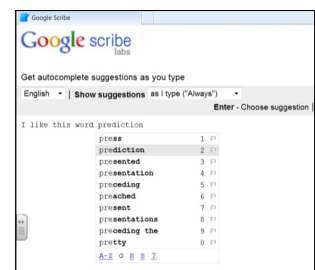 Google Scribe
Google scribe
labs
Get autocomplete suggestions as you type
English | Show suggestions as I type ("Always")
Enter - Choose suggestion |
I like this word prediction
press 1
prediction 2
presented 3
presentation 4
preceding 5
preached 6
present 7
presentations 8
preceding the 9
pretty 0
A-Z G R S ?